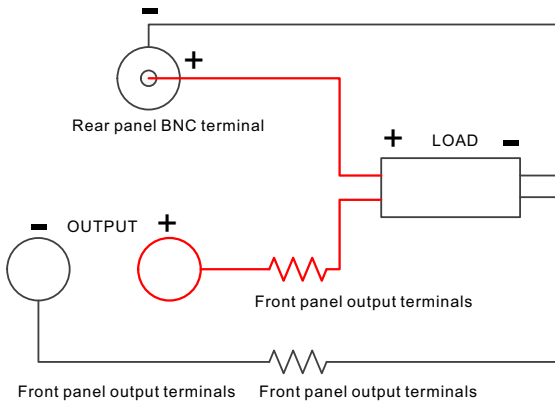 -
+
Rear panel BNC terminal
+ LOAD -
- OUTPUT +
Front panel output terminals
Front panel output terminals Front panel output terminals